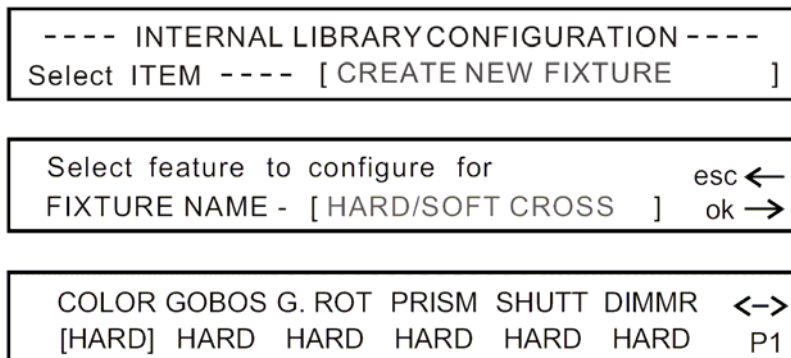 ---- INTERNAL LIBRARY CONFIGURATION ----
Select ITEM ---- [ CREATE NEW FIXTURE ]
Select feature to configure for esc ←
FIXTURE NAME - [ HARD/SOFT CROSS ] ok →
COLOR GOBOS G. ROT PRISM SHUTT DIMMR <->
[HARD] HARD HARD HARD HARD HARD P1